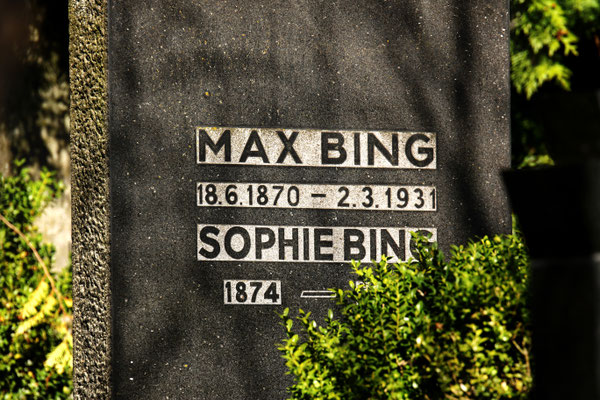 MAX BING
18.6.1870 – 2.3.1931
SOPHIE BING
1874 —